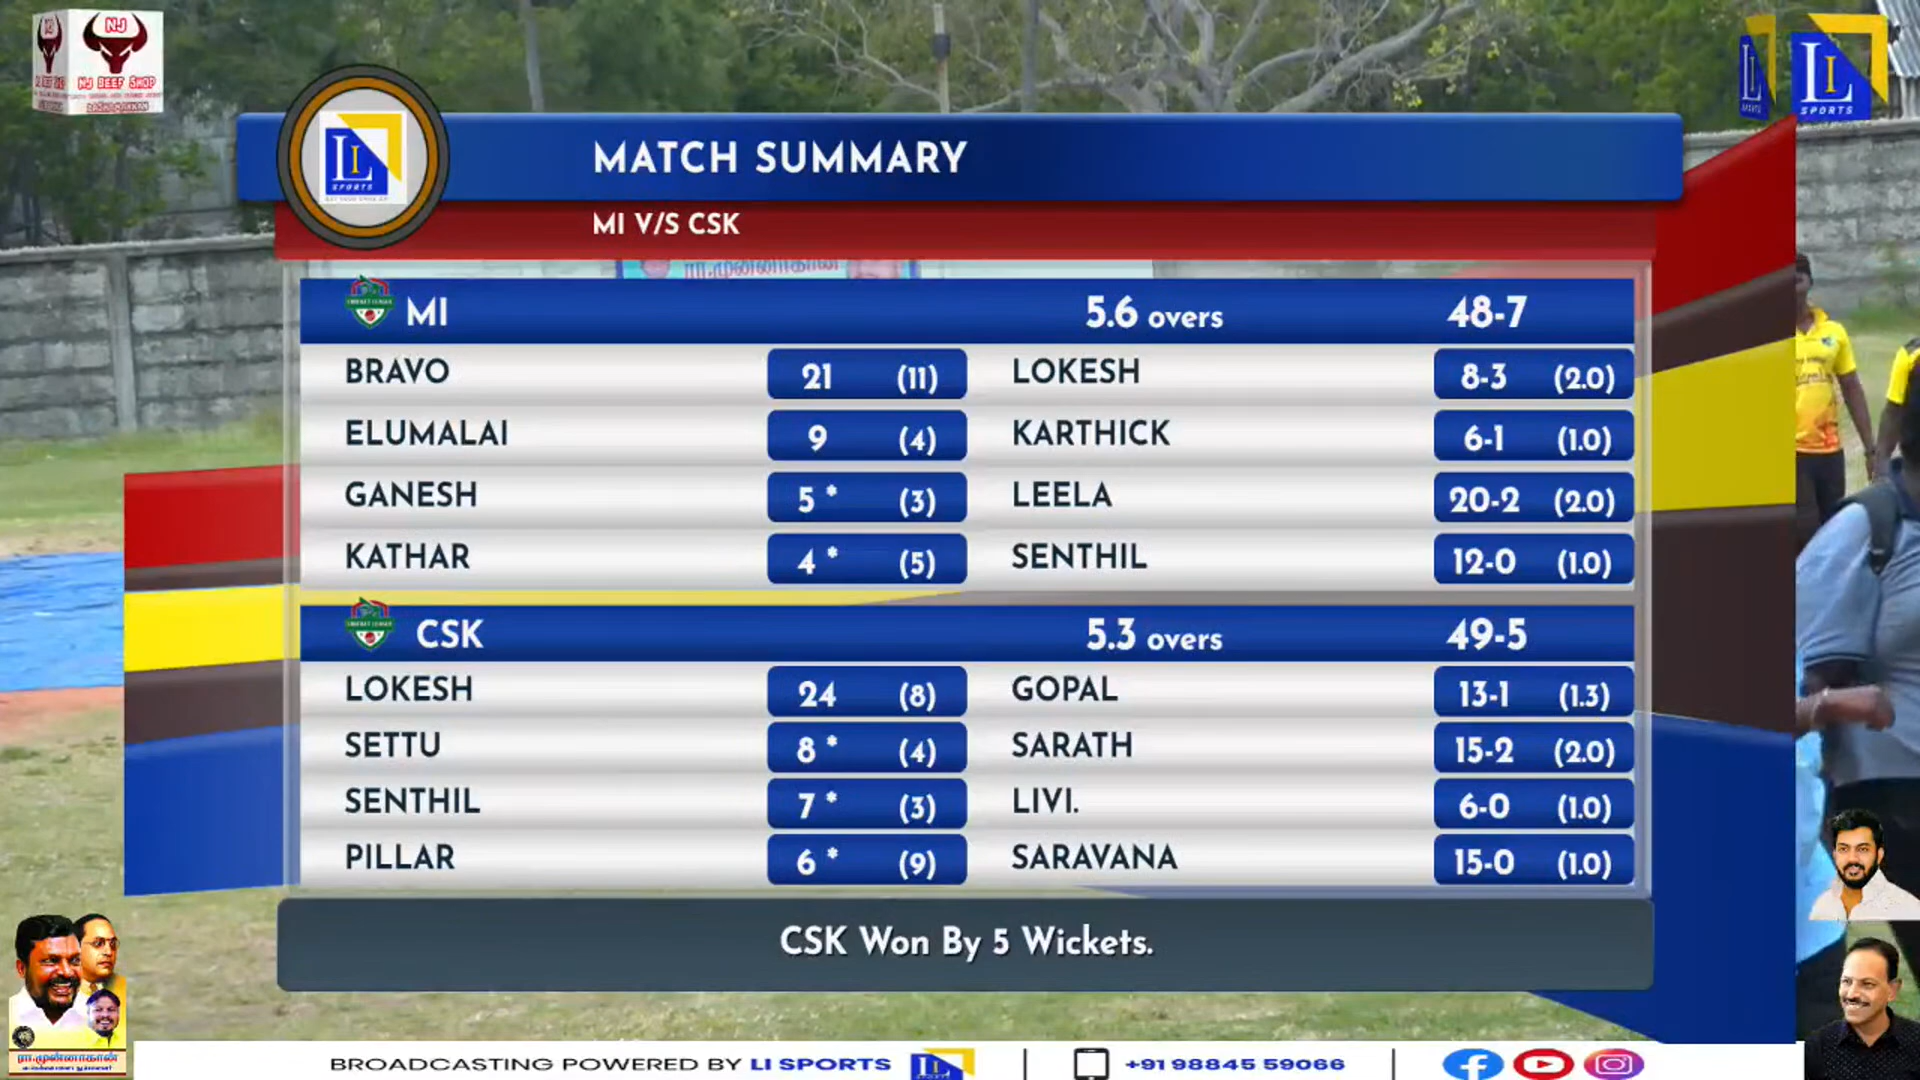 NJ
NJ BEEF SHOP
LI
SPORTS
LI
SPORTS
MATCH SUMMARY
MI V/S CSK
ரா.முன்னாகான்
MI 5.6 overs 48-7
BRAVO 21 (11) LOKESH 8-3 (2.0)
ELUMALAI 9 (4) KARTHICK 6-1 (1.0)
GANESH 5 * (3) LEELA 20-2 (2.0)
KATHAR 4 * (5) SENTHIL 12-0 (1.0)
CSK 5.3 overs 49-5
LOKESH 24 (8) GOPAL 13-1 (1.3)
SETTU 8 * (4) SARATH 15-2 (2.0)
SENTHIL 7 * (3) LIVI. 6-0 (1.0)
PILLAR 6 * (9) SARAVANA 15-0 (1.0)
CSK Won By 5 Wickets.
ரா.முன்னாகான்
BROADCASTING POWERED BY LI SPORTS LI | +91 98845 59066 |